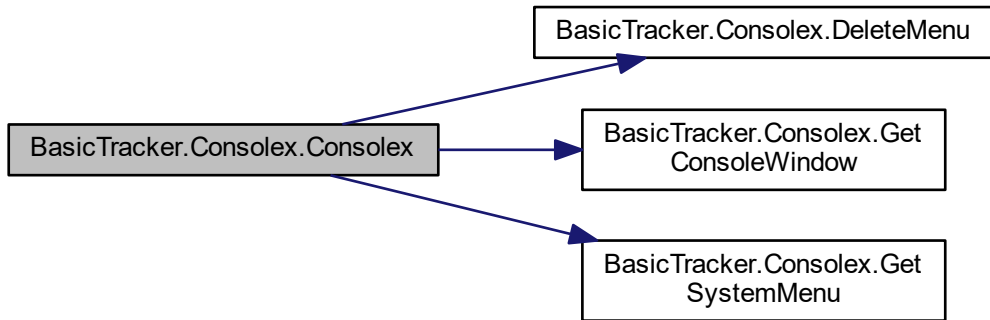 BasicTracker.Consolex.DeleteMenu
BasicTracker.Consolex.Consolex
BasicTracker.Consolex.Get
ConsoleWindow
BasicTracker.Consolex.Get
SystemMenu